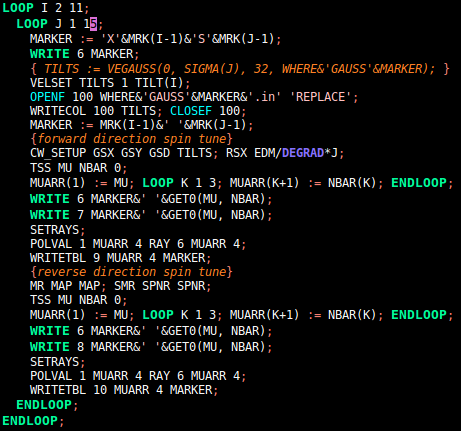 LOOP I 2 11;
LOOP J 1 15;
MARKER := 'X'&MRK(I-1)&'S'&MRK(J-1);
WRITE 6 MARKER;
{ TILTS := VEGAUSS(0, SIGMA(J), 32, WHERE&'GAUSS'&MARKER); }
VELSET TILTS 1 TILT(I);
OPENF 100 WHERE&'GAUSS'&MARKER&'.in' 'REPLACE';
WRITECOL 100 TILTS; CLOSEF 100;
MARKER := MRK(I-1)&' '&MRK(J-1);
{forward direction spin tune}
CW_SETUP GSX GSY GSD TILTS; RSX EDM/DEGRAD*J;
TSS MU NBAR 0;
MUARR(1) := MU; LOOP K 1 3; MUARR(K+1) := NBAR(K); ENDLOOP;
WRITE 6 MARKER&' '&GET0(MU, NBAR);
WRITE 7 MARKER&' '&GET0(MU, NBAR);
SETRAYS;
POLVAL 1 MUARR 4 RAY 6 MUARR 4;
WRITETBL 9 MUARR 4 MARKER;
{reverse direction spin tune}
MR MAP MAP; SMR SPNR SPNR;
TSS MU NBAR 0;
MUARR(1) := MU; LOOP K 1 3; MUARR(K+1) := NBAR(K); ENDLOOP;
WRITE 6 MARKER&' '&GET0(MU, NBAR);
WRITE 8 MARKER&' '&GET0(MU, NBAR);
SETRAYS;
POLVAL 1 MUARR 4 RAY 6 MUARR 4;
WRITETBL 10 MUARR 4 MARKER;
ENDLOOP;
ENDLOOP;